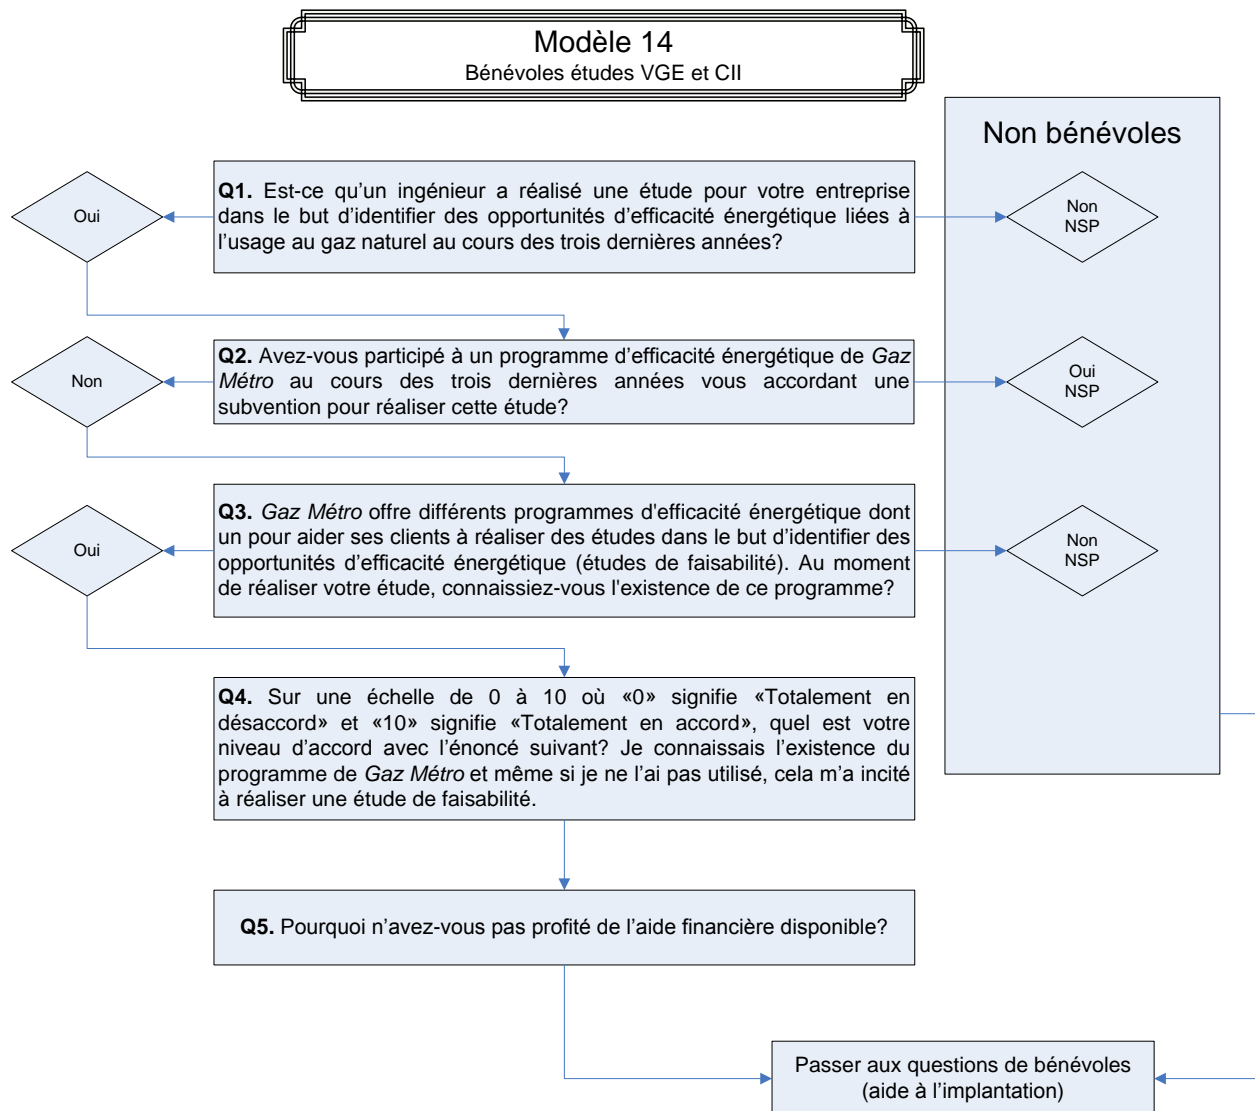 Modèle 14
Bénévoles études VGE et CII
Non bénévoles
Oui
Q1. Est-ce qu’un ingénieur a réalisé une étude pour votre entreprise
dans le but d’identifier des opportunités d’efficacité énergétique liées à
l’usage au gaz naturel au cours des trois dernières années?
Non
NSP
Non
Q2. Avez-vous participé à un programme d’efficacité énergétique de Gaz
Métro au cours des trois dernières années vous accordant une
subvention pour réaliser cette étude?
Oui
NSP
Oui
Q3. Gaz Métro offre différents programmes d'efficacité énergétique dont
un pour aider ses clients à réaliser des études dans le but d’identifier des
opportunités d’efficacité énergétique (études de faisabilité). Au moment
de réaliser votre étude, connaissiez-vous l'existence de ce programme?
Non
NSP
Q4. Sur une échelle de 0 à 10 où «0» signifie «Totalement en
désaccord» et «10» signifie «Totalement en accord», quel est votre
niveau d’accord avec l’énoncé suivant? Je connaissais l’existence du
programme de Gaz Métro et même si je ne l’ai pas utilisé, cela m’a incité
à réaliser une étude de faisabilité.
Q5. Pourquoi n’avez-vous pas profité de l’aide financière disponible?
Passer aux questions de bénévoles
(aide à l’implantation)